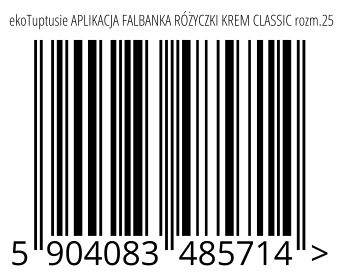 ekoTuptusie APLIKACJA FALBANKA RÓŻYCZKI KREM CLASSIC rozm.25
5 904083 485714 >